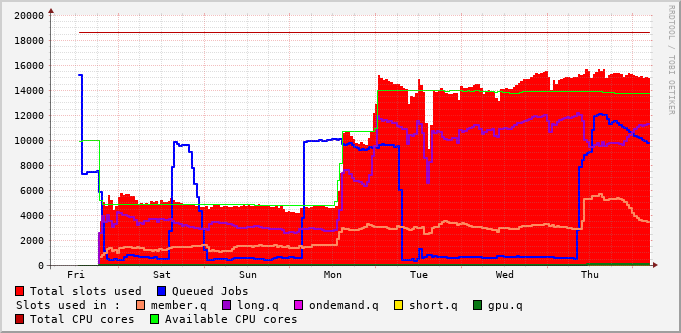 20000
18000
16000
14000
12000
10000
8000
6000
4000
2000
0
Fri Sat Sun Mon Tue Wed Thu
Total slots used Queued Jobs
Slots used in : member.q long.q ondemand.q short.q gpu.q
Total CPU cores Available CPU cores
RRDTOOL / TOBI OETIKER